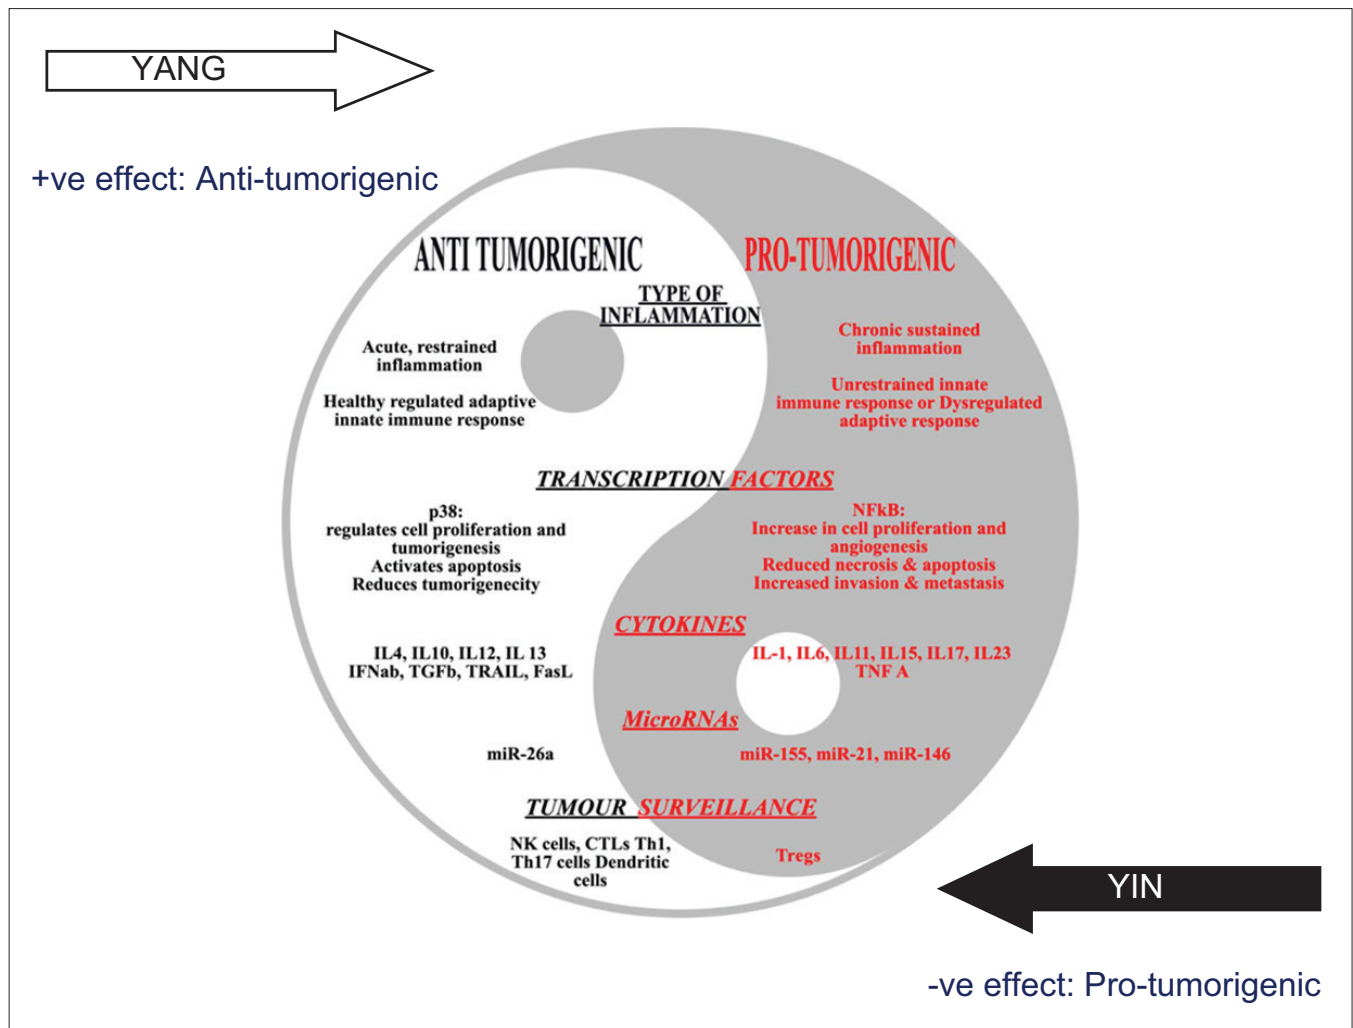 YANG
+ve effect: Anti-tumorigenic
ANTI TUMORIGENIC
PRO-TUMORIGENIC
TYPE OF
INFLAMMATION
Acute, restrained
inflammation
Healthy regulated adaptive
innate immune response
Chronic sustained
inflammation
Unrestrained innate
immune response or Dysregulated
adaptive response
TRANSCRIPTION FACTORS
p38:
regulates cell proliferation and
tumorigenesis
Activates apoptosis
Reduces tumorigenecity
NFkB:
Increase in cell proliferation and
angiogenesis
Reduced necrosis & apoptosis
Increased invasion & metastasis
CYTOKINES
IL4, IL10, IL12, IL 13
IFNab, TGFb, TRAIL, FasL
IL-1, IL6, IL11, IL15, IL17, IL23
TNF A
MicroRNAs
miR-26a
miR-155, miR-21, miR-146
TUMOUR SURVEILLANCE
NK cells, CTLs Th1,
Th17 cells Dendritic
cells
Tregs
YIN
-ve effect: Pro-tumorigenic